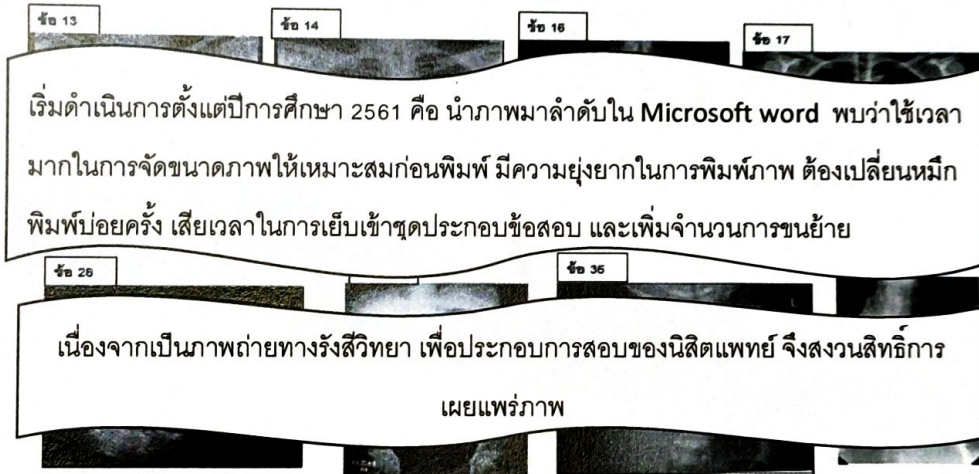 ข้อ 13
ข้อ 14
ข้อ 16
ข้อ 17
เริ่มดำเนินการตั้งแต่ปีการศึกษา 2561 คือ นำภาพมาลำดับใน Microsoft word พบว่าใช้เวลา
มากในการจัดขนาดภาพให้เหมาะสมก่อนพิมพ์ มีความยุ่งยากในการพิมพ์ภาพ ต้องเปลี่ยนหมึก
พิมพ์บ่อยครั้ง เสียเวลาในการเย็บเข้าชุดประกอบข้อสอบ และเพิ่มจำนวนการขนย้าย
ข้อ 28
ข้อ 35
เนื่องจากเป็นภาพถ่ายทางรังสีวิทยา เพื่อประกอบการสอบของนิสิตแพทย์ จึงสงวนสิทธิ์การ
เผยแพร่ภาพ